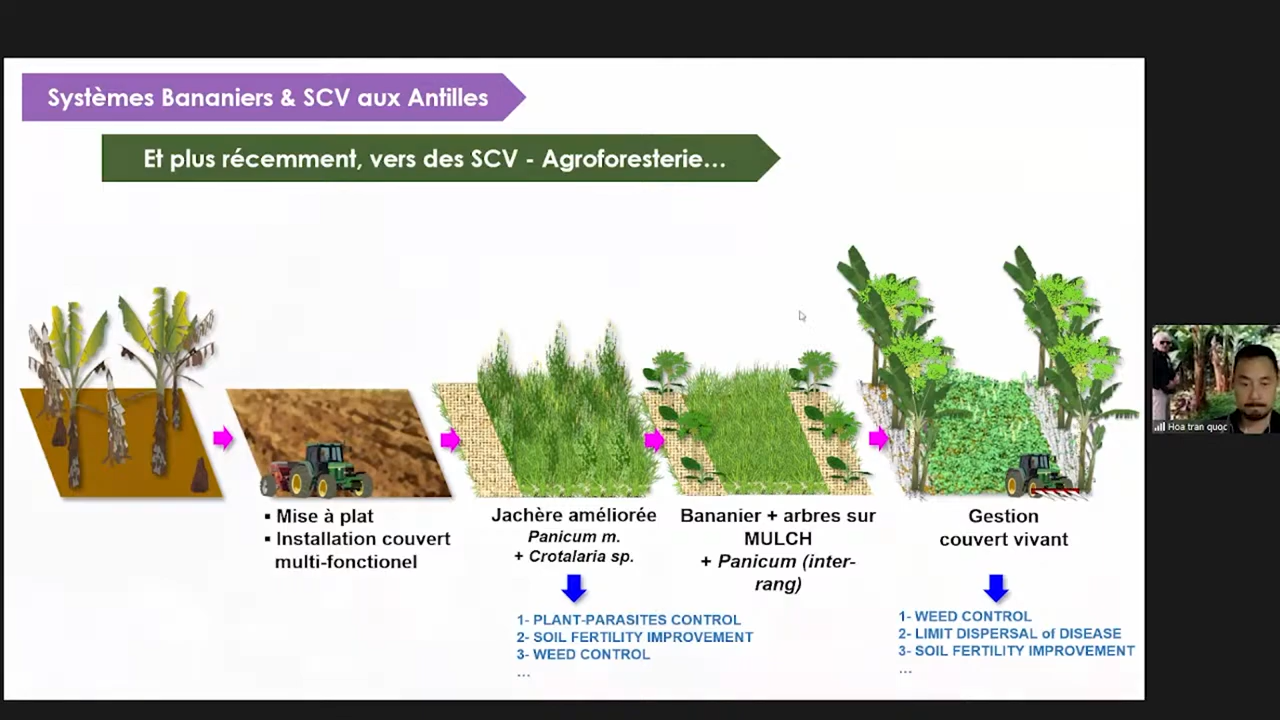 Systèmes Bananiers & SCV aux Antilles
Et plus récemment, vers des SCV - Agroforesterie...
▪ Mise à plat
▪ Installation couvert
multi-fonctionel
Jachère améliorée
Panicum m.
+ Crotalaria sp.
1- PLANT-PARASITES CONTROL
2- SOIL FERTILITY IMPROVEMENT
3- WEED CONTROL
...
Bananier + arbres sur
MULCH
+ Panicum (inter-
rang)
Gestion
couvert vivant
1- WEED CONTROL
2- LIMIT DISPERSAL of DISEASE
3- SOIL FERTILITY IMPROVEMENT
...
Hoa tran quoc